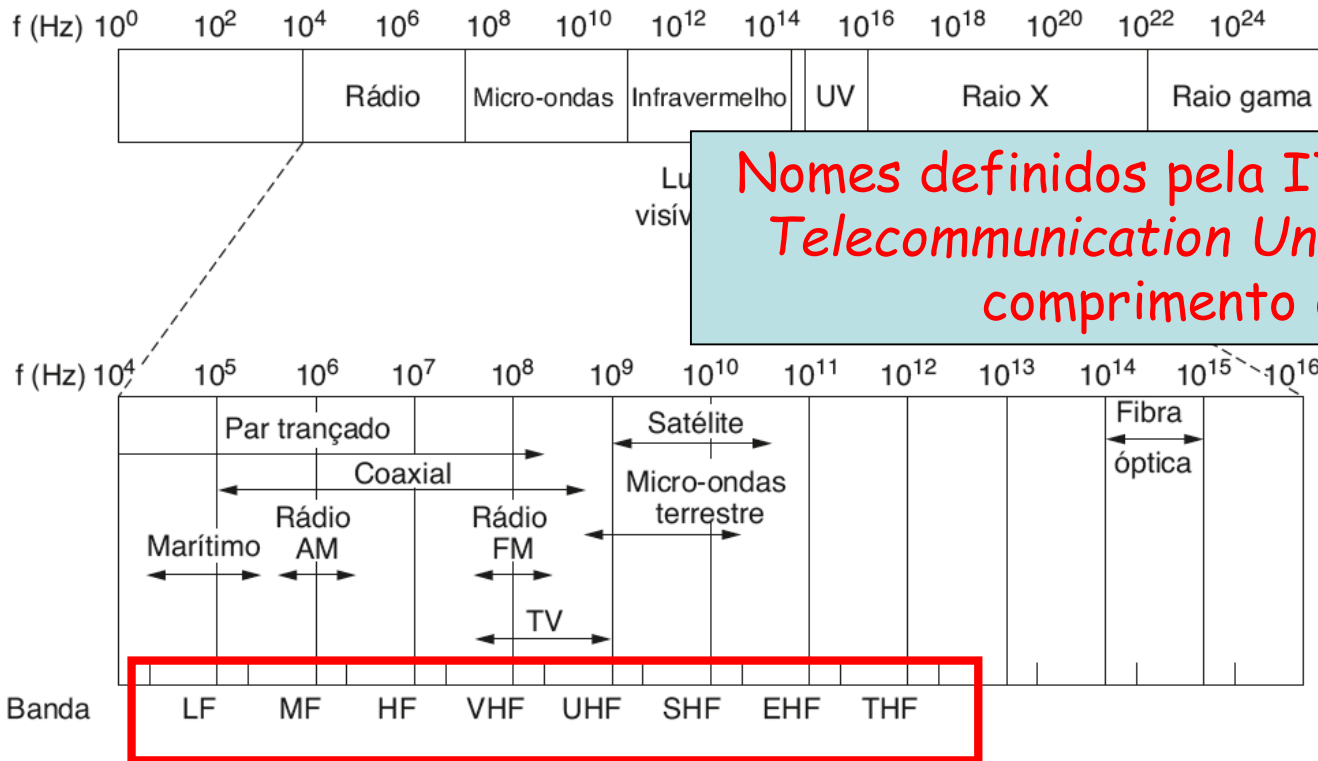 f (Hz) 10⁰ 10² 10⁴ 10⁶ 10⁸ 10¹⁰ 10¹² 10¹⁴ 10¹⁶ 10¹⁸ 10²⁰ 10²² 10²⁴
Rádio Micro-ondas Infravermelho UV Raio X Raio gama
Nomes definidos pela
Telecommunication
comprimento
f (Hz) 10⁴ 10⁵ 10⁶ 10⁷ 10⁸ 10⁹ 10¹⁰ 10¹¹ 10¹² 10¹³ 10¹⁴ 10¹⁵ 10¹⁶
Par trançado
Satélite
Fibra
óptica
Coaxial
Micro-ondas
terrestre
Marítimo
Rádio
AM
Rádio
FM
TV
Banda LF MF HF VHF UHF SHF EHF THF